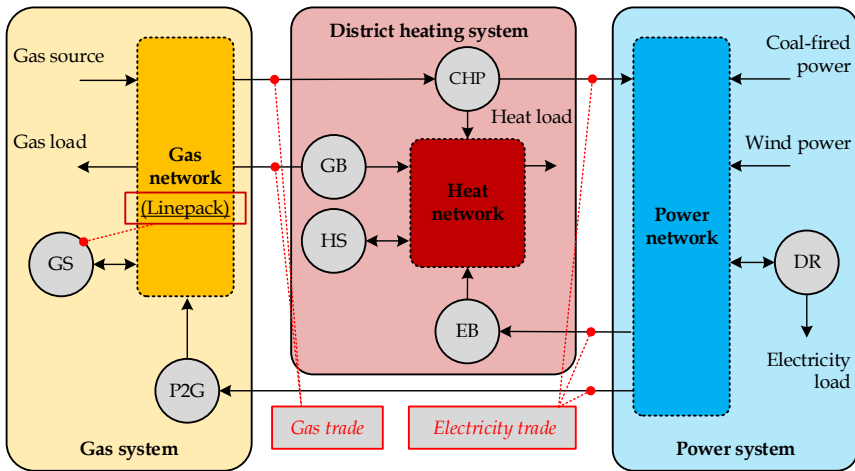 District heating system
Gas source
CHP
Coal-fired
power
Heat load
Gas load
Gas
network
(Linepack)
GB
Heat
network
Wind power
HS
Power
network
GS
DR
EB
P2G
Electricity
load
Gas trade
Electricity trade
Gas system
Power system